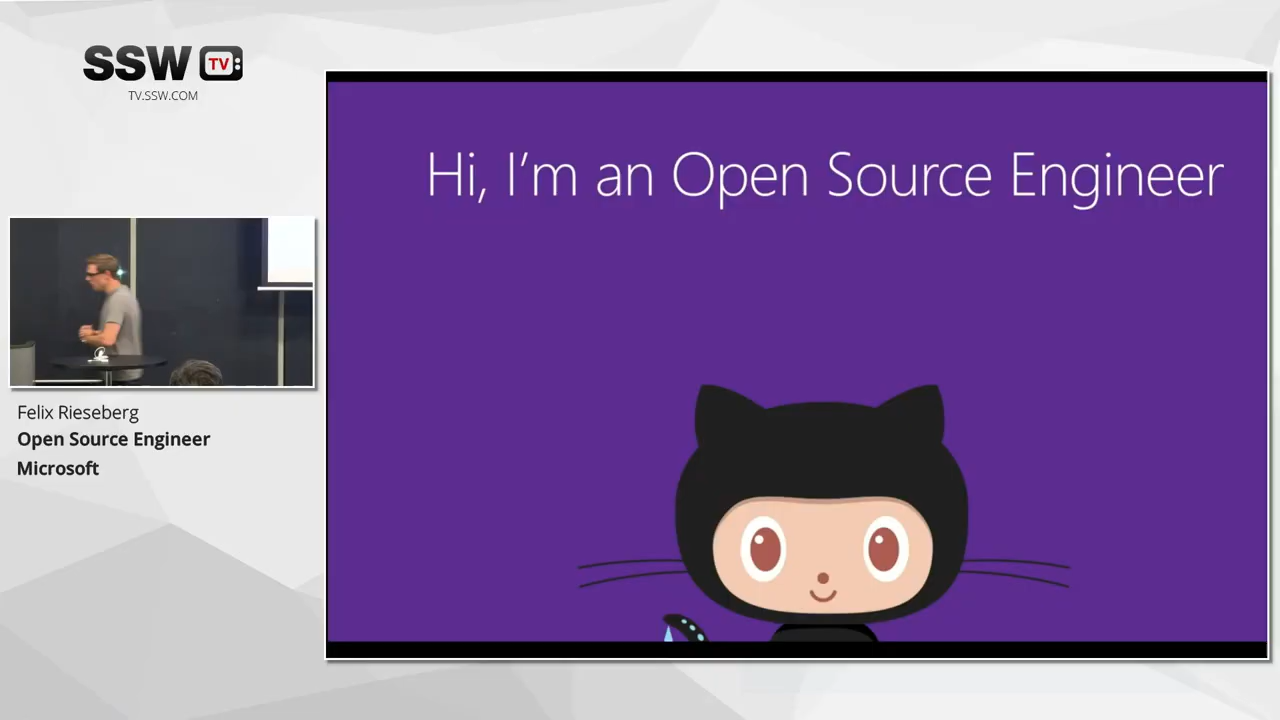 SSW TV
TV.SSW.COM
Hi, I'm an Open Source Engineer
Felix Rieseberg
Open Source Engineer
Microsoft